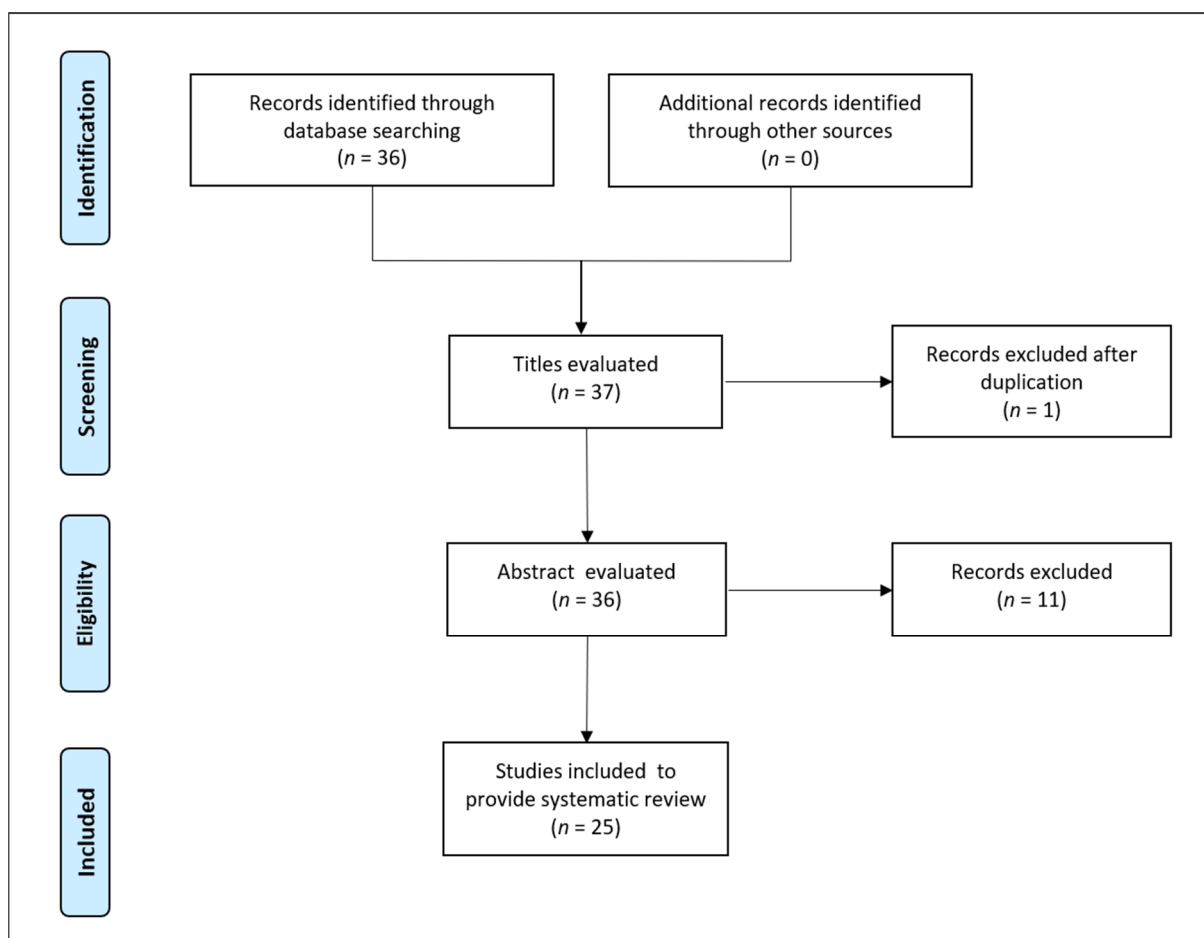 Identification
Records identified through
database searching
(n = 36)
Additional records identified
through other sources
(n = 0)
Screening
Titles evaluated
(n = 37)
Records excluded after
duplication
(n = 1)
Eligibility
Abstract evaluated
(n = 36)
Records excluded
(n = 11)
Included
Studies included to
provide systematic review
(n = 25)